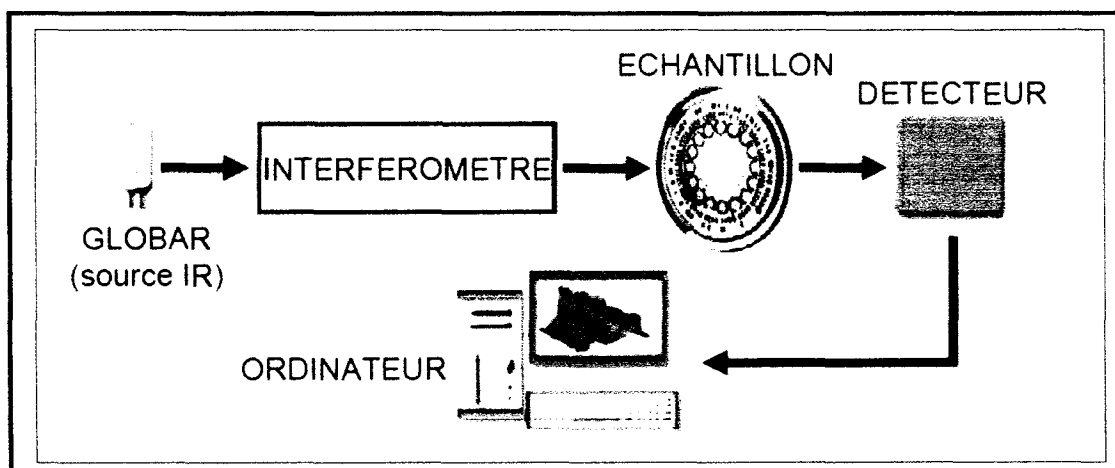 ECHANTILLON
DETECTEUR
INTERFEROMETRE
GLOBAR
(source IR)
ORDINATEUR